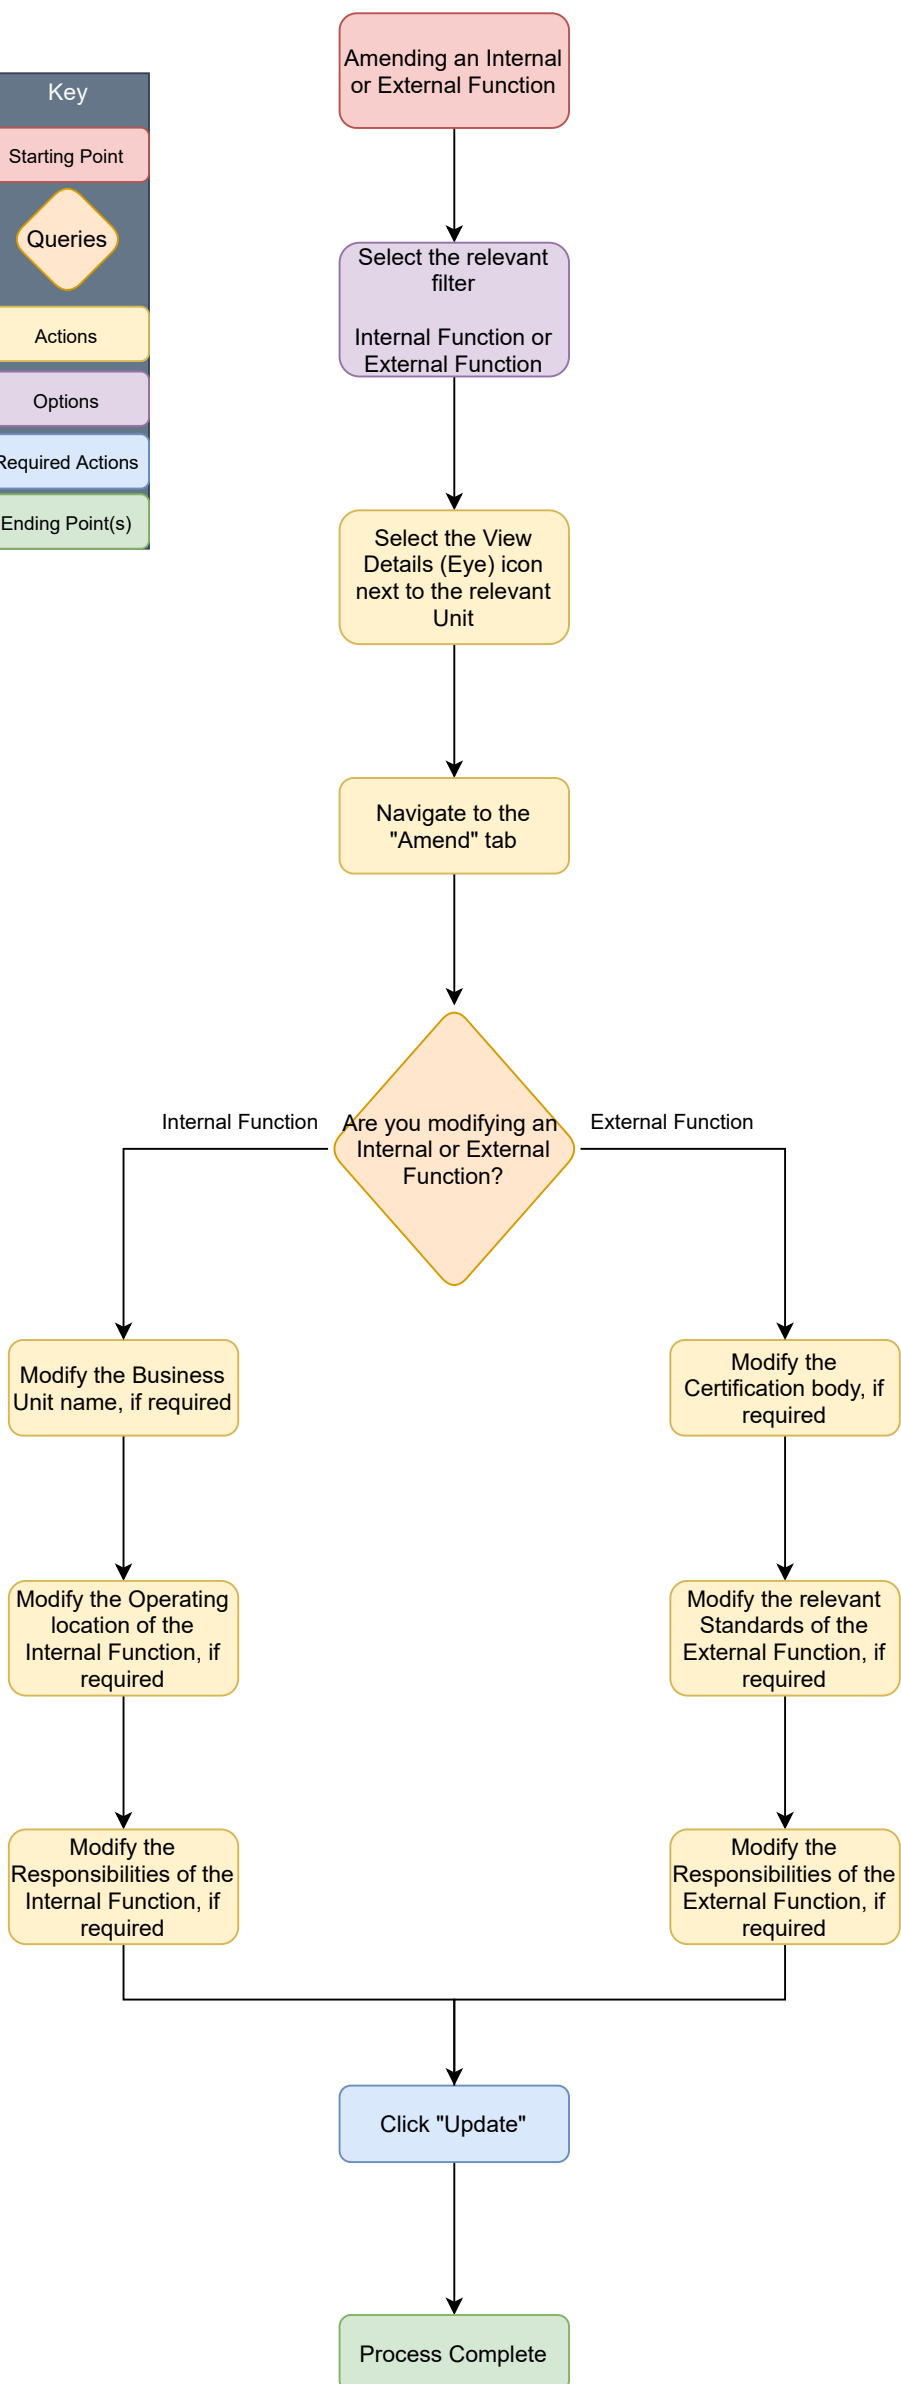 Amending an Internal
or External Function
Key
Starting Point
Queries
Actions
Options
Required Actions
Ending Point(s)
Select the relevant
filter
Internal Function or
External Function
Select the View
Details (Eye) icon
next to the relevant
Unit
Navigate to the
"Amend" tab
Are you modifying an
Internal or External
Function?
Internal Function
External Function
Modify the Business
Unit name, if required
Modify the Operating
location of the
Internal Function, if
required
Modify the
Responsibilities of the
Internal Function, if
required
Modify the
Certification body, if
required
Modify the relevant
Standards of the
External Function, if
required
Modify the
Responsibilities of the
External Function, if
required
Click "Update"
Process Complete